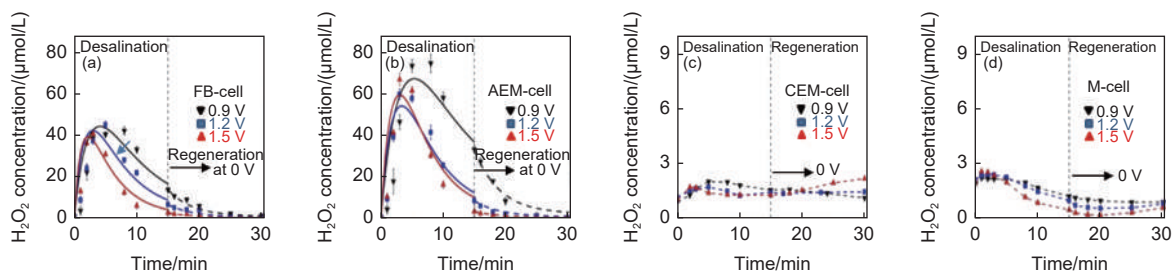 H₂O₂ concentration/(μmol/L)
80
60
40
20
0
Desalination
(a)
FB-cell
0.9 V
1.2 V
1.5 V
Regeneration
at 0 V
0
10
20
30
Time/min
H₂O₂ concentration/(μmol/L)
80
60
40
20
0
Desalination
(b)
AEM-cell
0.9 V
1.2 V
1.5 V
Regeneration
at 0 V
0
10
20
30
Time/min
H₂O₂ concentration/(μmol/L)
9
6
3
0
Desalination
Regeneration
(c)
CEM-cell
0.9 V
1.2 V
1.5 V
0 V
0
10
20
30
Time/min
H₂O₂ concentration/(μmol/L)
9
6
3
0
Desalination
Regeneration
(d)
M-cell
0.9 V
1.2 V
1.5 V
0 V
0
10
20
30
Time/min